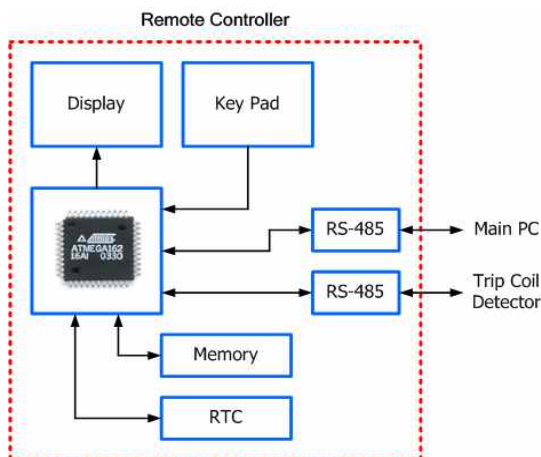 Remote Controller
Display
Key Pad
ATMEL
ATMEGA162
16AI 0330
RS-485
Main PC
RS-485
Trip Coil
Detector
Memory
RTC